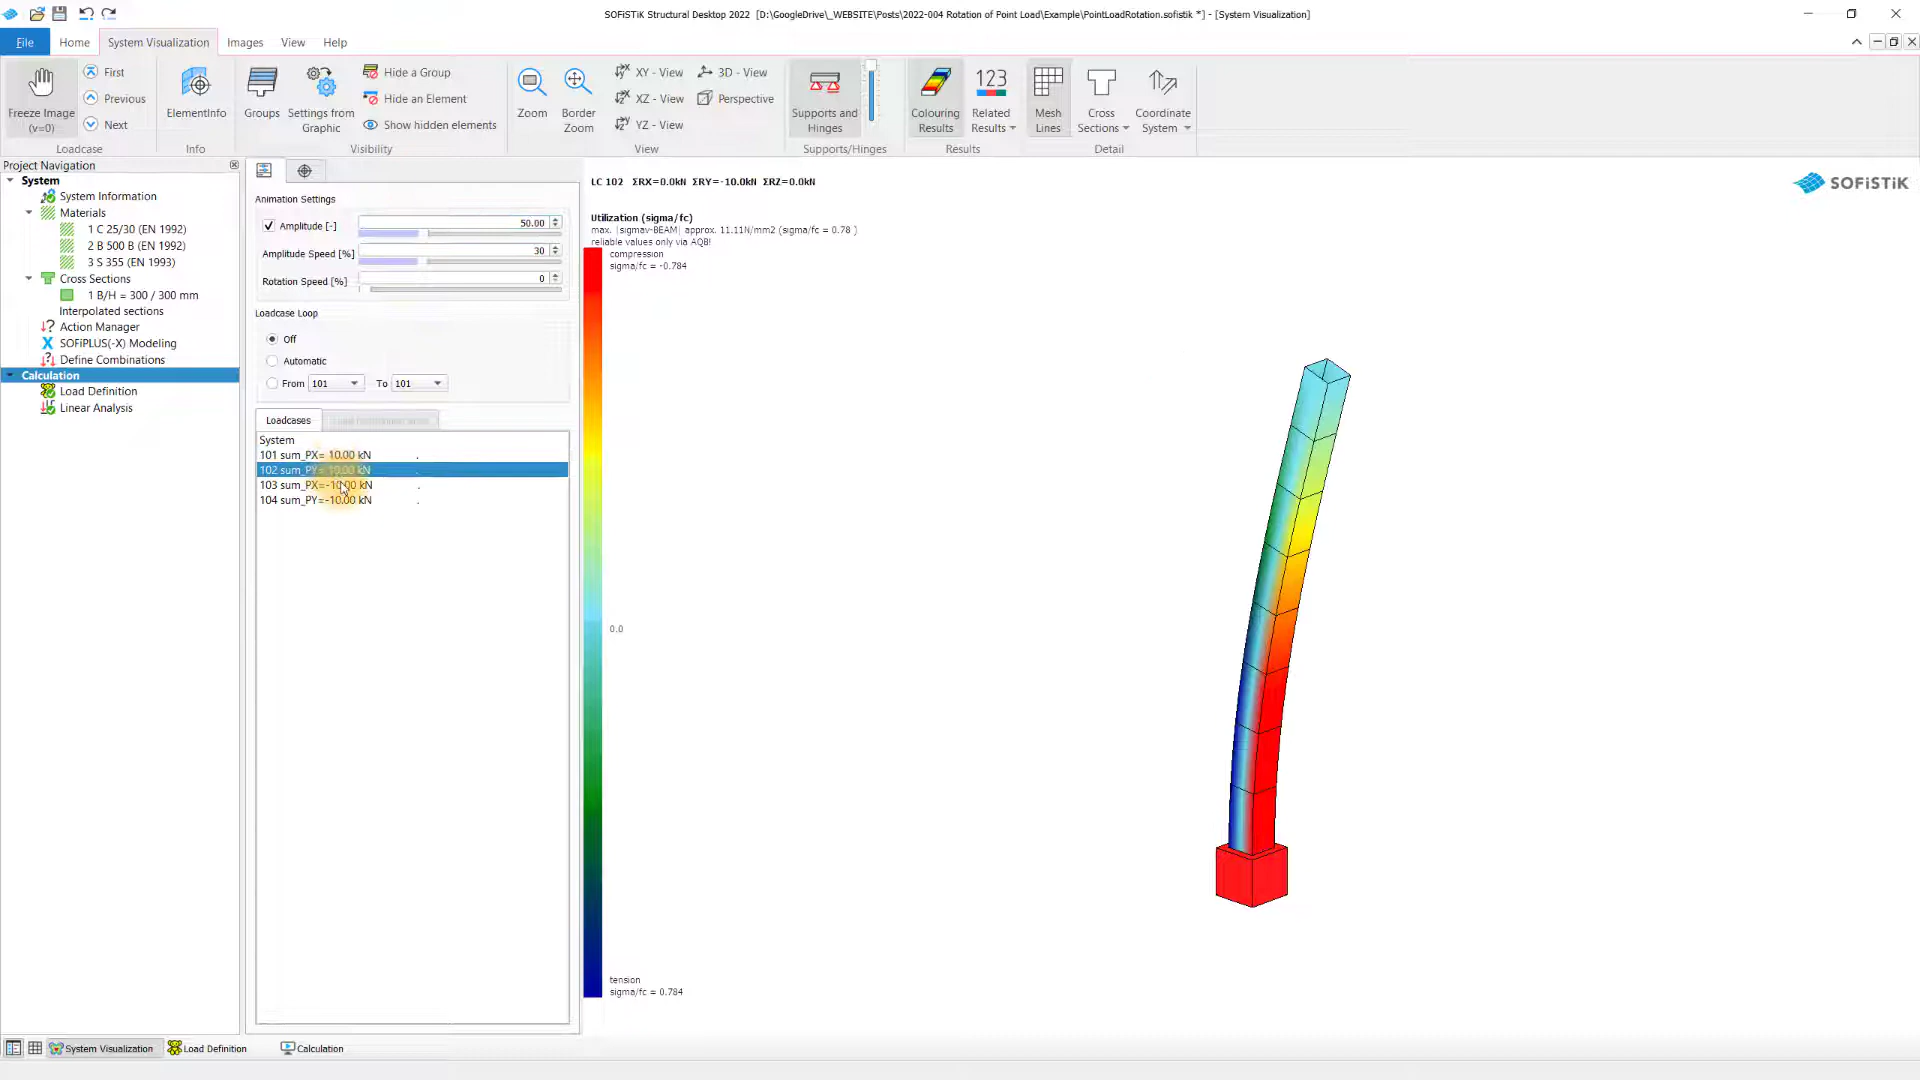 SOFiSTiK Structural Desktop 2022   [D:\GoogleDrive\_WEBSITE\Posts\2022-004 Rotation of Point Load\Example\PointLoadRotation.sofistik *] - [System Visualization]
File Home System Visualization Images View Help
First
Previous
Next
Freeze Image (v=0)
Loadcase
ElementInfo
Info
Groups
Settings from Graphic
Hide a Group
Hide an Element
Show hidden elements
Visibility
Zoom
Border Zoom
XY - View
XZ - View
YZ - View
3D - View
Perspective
View
Supports and Hinges
Supports/Hinges
Colouring Results
123
Related Results
Results
Mesh Lines
Cross Sections
Coordinate System
Detail
Project Navigation
System
System Information
Materials
1 C 25/30 (EN 1992)
2 B 500 B (EN 1992)
3 S 355 (EN 1993)
Cross Sections
1 B/H = 300 / 300 mm
Interpolated sections
Action Manager
SOFiPLUS(-X) Modeling
Define Combinations
Calculation
Load Definition
Linear Analysis
Animation Settings
Amplitude [-] 50.00
Amplitude Speed [%] 30
Rotation Speed [%] 0
Loadcase Loop
Off
Automatic
From 101 To 101
Loadcases
System
101 sum_PX= 10.00 kN .
102 sum_PY= 10.00 kN .
103 sum_PX=-10.00 kN .
104 sum_PY=-10.00 kN .
LC 102 ΣRX=0.0kN ΣRY=-10.0kN ΣRZ=0.0kN
Utilization (sigma/fc)
max. |sigmav-BEAM| approx. 11.11N/mm2 (sigma/fc = 0.78 )
reliable values only via AQB!
compression
sigma/fc = -0.784
0.0
tension
sigma/fc = 0.784
SOFiSTiK
System Visualization Load Definition Calculation